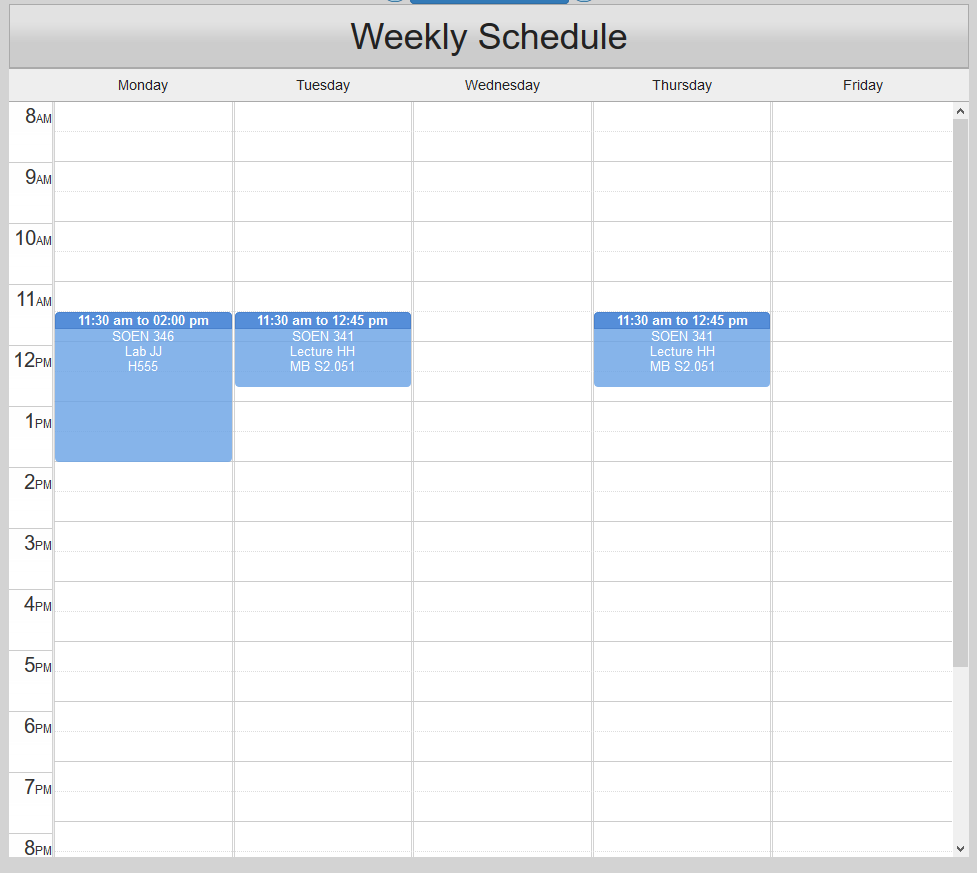 Weekly Schedule
Monday Tuesday Wednesday Thursday Friday
8AM
9AM
10AM
11AM
11:30 am to 02:00 pm
SOEN 346
Lab JJ
H555
11:30 am to 12:45 pm
SOEN 341
Lecture HH
MB S2.051
11:30 am to 12:45 pm
SOEN 341
Lecture HH
MB S2.051
12PM
1PM
2PM
3PM
4PM
5PM
6PM
7PM
8PM